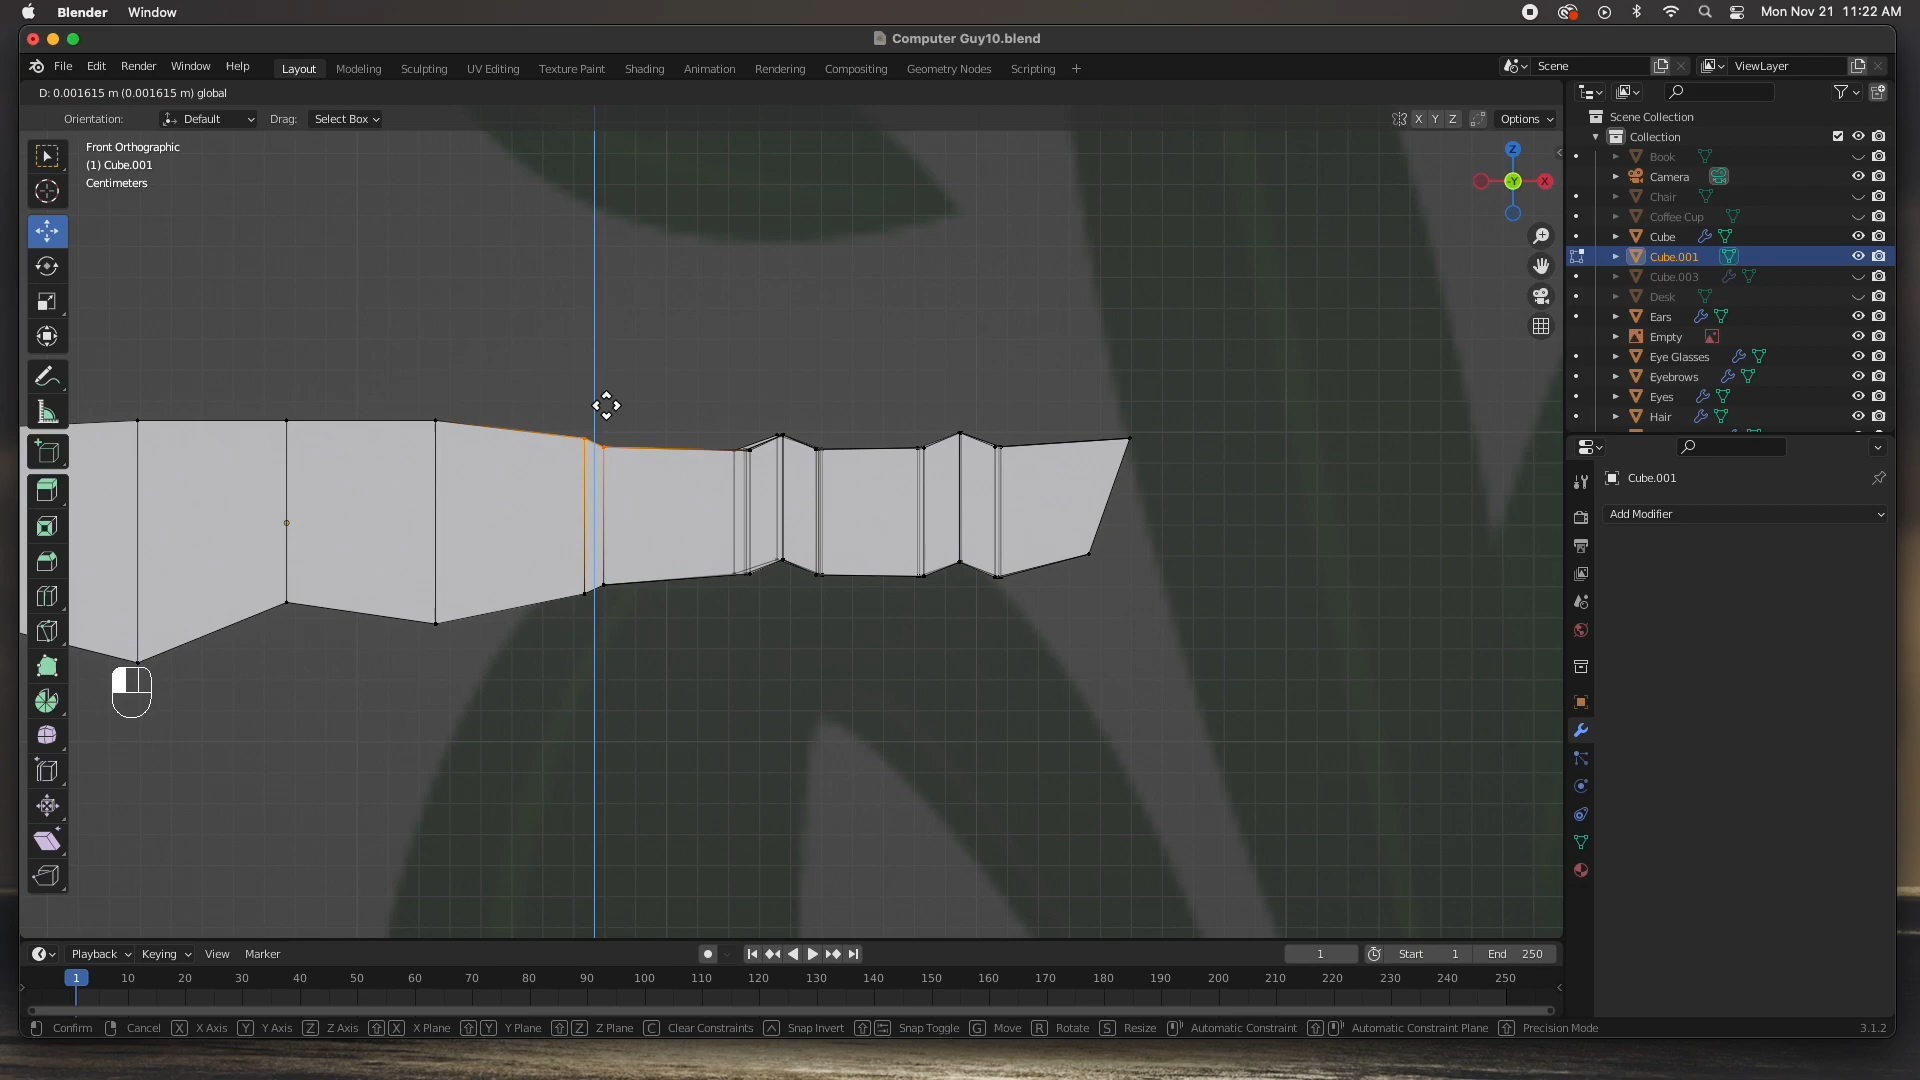 Blender Window Mon Nov 21 11:22 AM
Computer Guy10.blend
File Edit Render Window Help Layout Modeling Sculpting UV Editing Texture Paint Shading Animation Rendering Compositing Geometry Nodes Scripting + Scene ViewLayer
D: 0.001615 m (0.001615 m) global
Orientation: Default Drag: Select Box X Y Z Options
Front Orthographic
(1) Cube.001
Centimeters
Z
-Y X
Scene Collection
Collection
Book
Camera
Chair
Coffee Cup
Cube
Cube.001
Cube.003
Desk
Ears
Empty
Eye Glasses
Eyebrows
Eyes
Hair
Cube.001
Add Modifier
Playback Keying View Marker 1 Start 1 End 250
1 10 20 30 40 50 60 70 80 90 100 110 120 130 140 150 160 170 180 190 200 210 220 230 240 250
Confirm Cancel X X Axis Y Y Axis Z Z Axis X X Plane Y Y Plane Z Z Plane C Clear Constraints Snap Invert Snap Toggle G Move R Rotate S Resize Automatic Constraint Automatic Constraint Plane Precision Mode 3.1.2